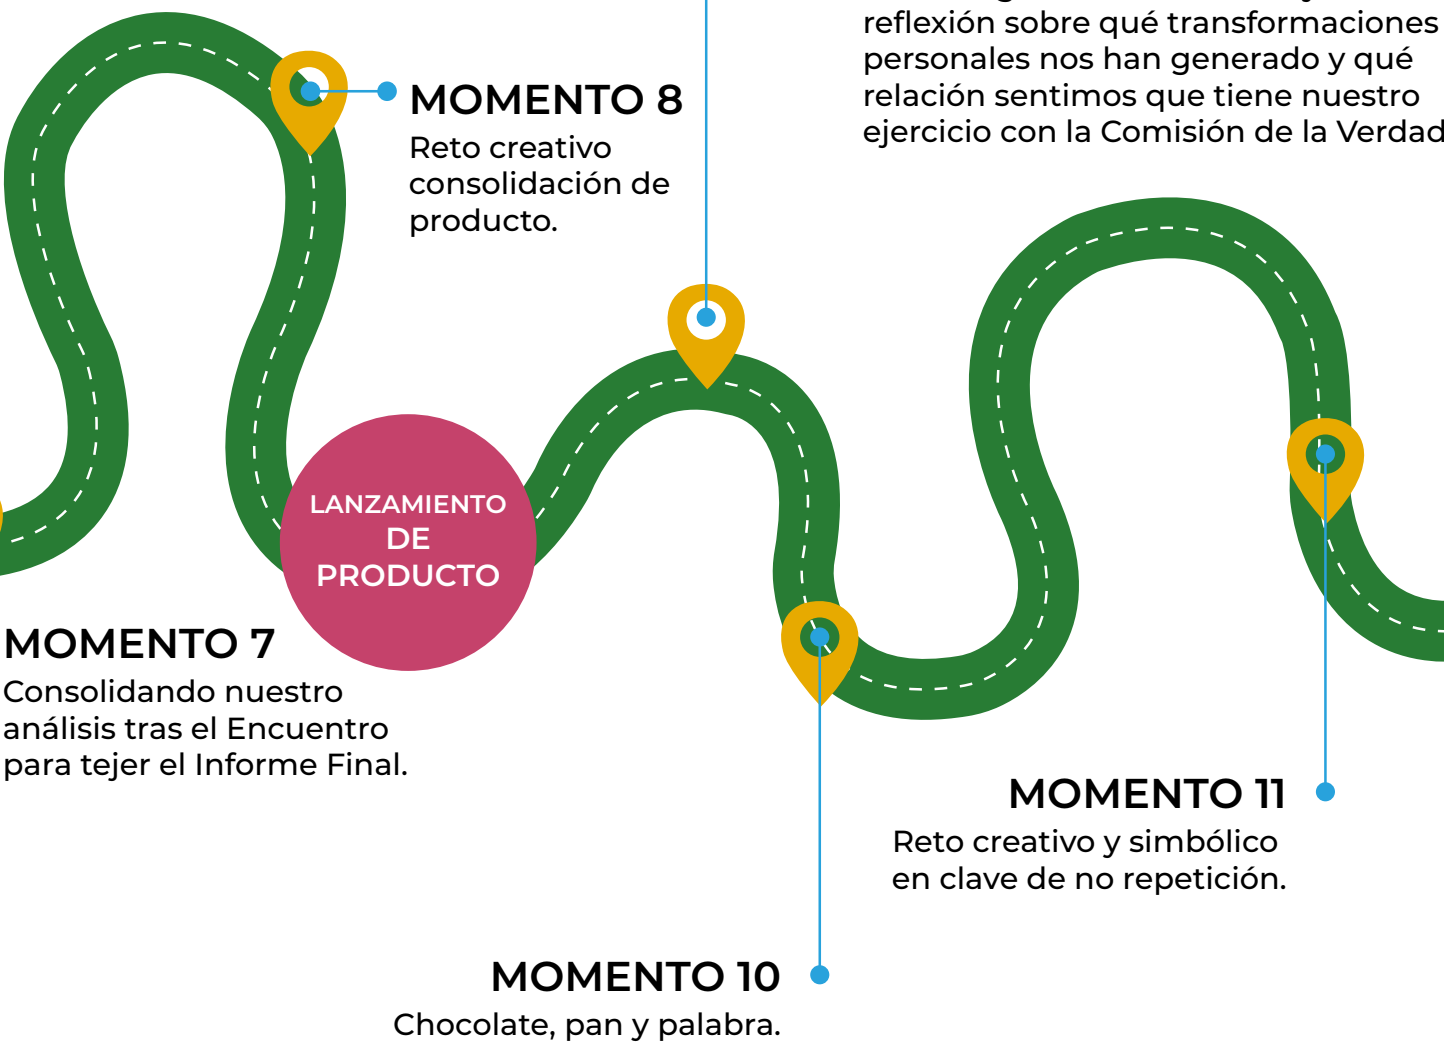 reflexión sobre qué transformaciones
personales nos han generado y qué
relación sentimos que tiene nuestro
ejercicio con la Comisión de la Verdad
MOMENTO 8
Reto creativo
consolidación de
producto.
LANZAMIENTO
DE
PRODUCTO
MOMENTO 7
Consolidando nuestro
análisis tras el Encuentro
para tejer el Informe Final.
MOMENTO 11
Reto creativo y simbólico
en clave de no repetición.
MOMENTO 10
Chocolate, pan y palabra.